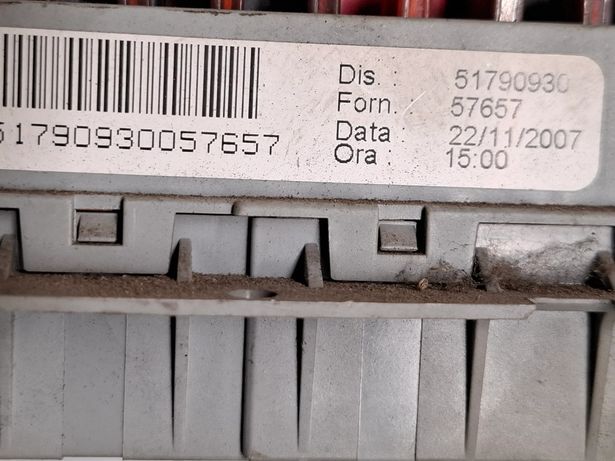 Dis. : 51790930
Forn. : 57657
Data : 22/11/2007
Ora : 15:00
51790930057657